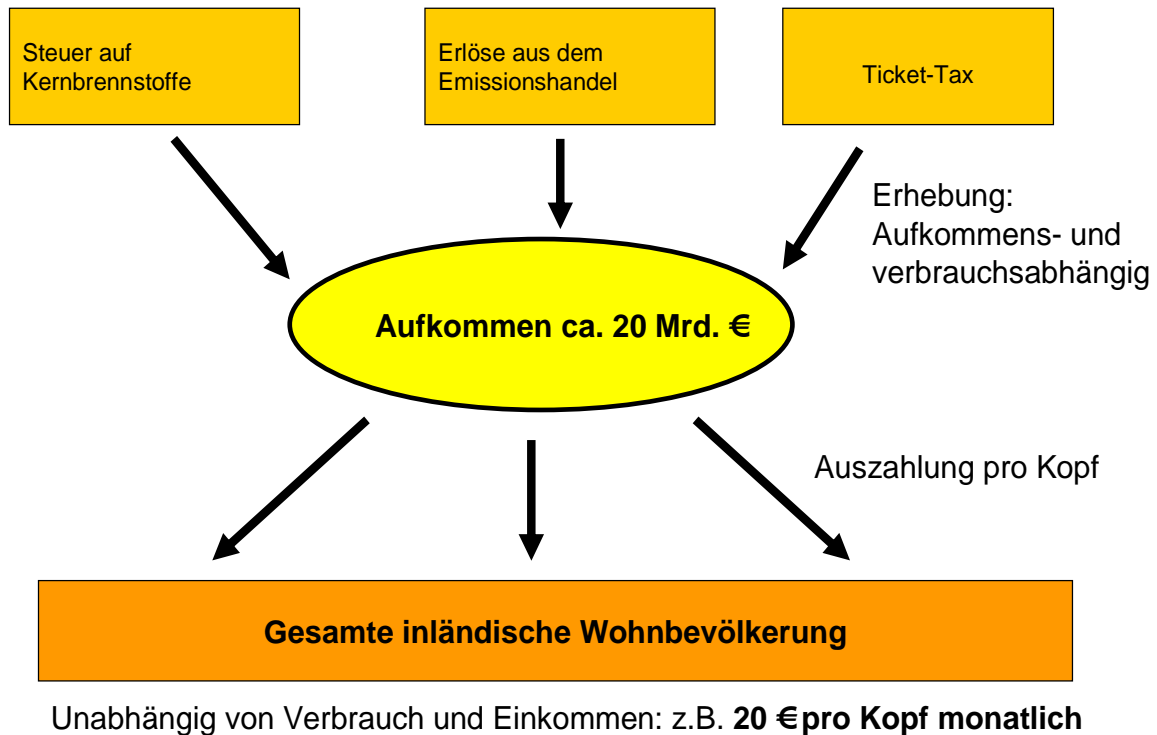 Steuer auf
Kernbrennstoffe
Erlöse aus dem
Emissionshandel
Ticket-Tax
Erhebung:
Aufkommens- und
verbrauchsabhängig
Aufkommen ca. 20 Mrd. €
Auszahlung pro Kopf
Gesamte inländische Wohnbevölkerung
Unabhängig von Verbrauch und Einkommen: z.B. 20 €pro Kopf monatlich